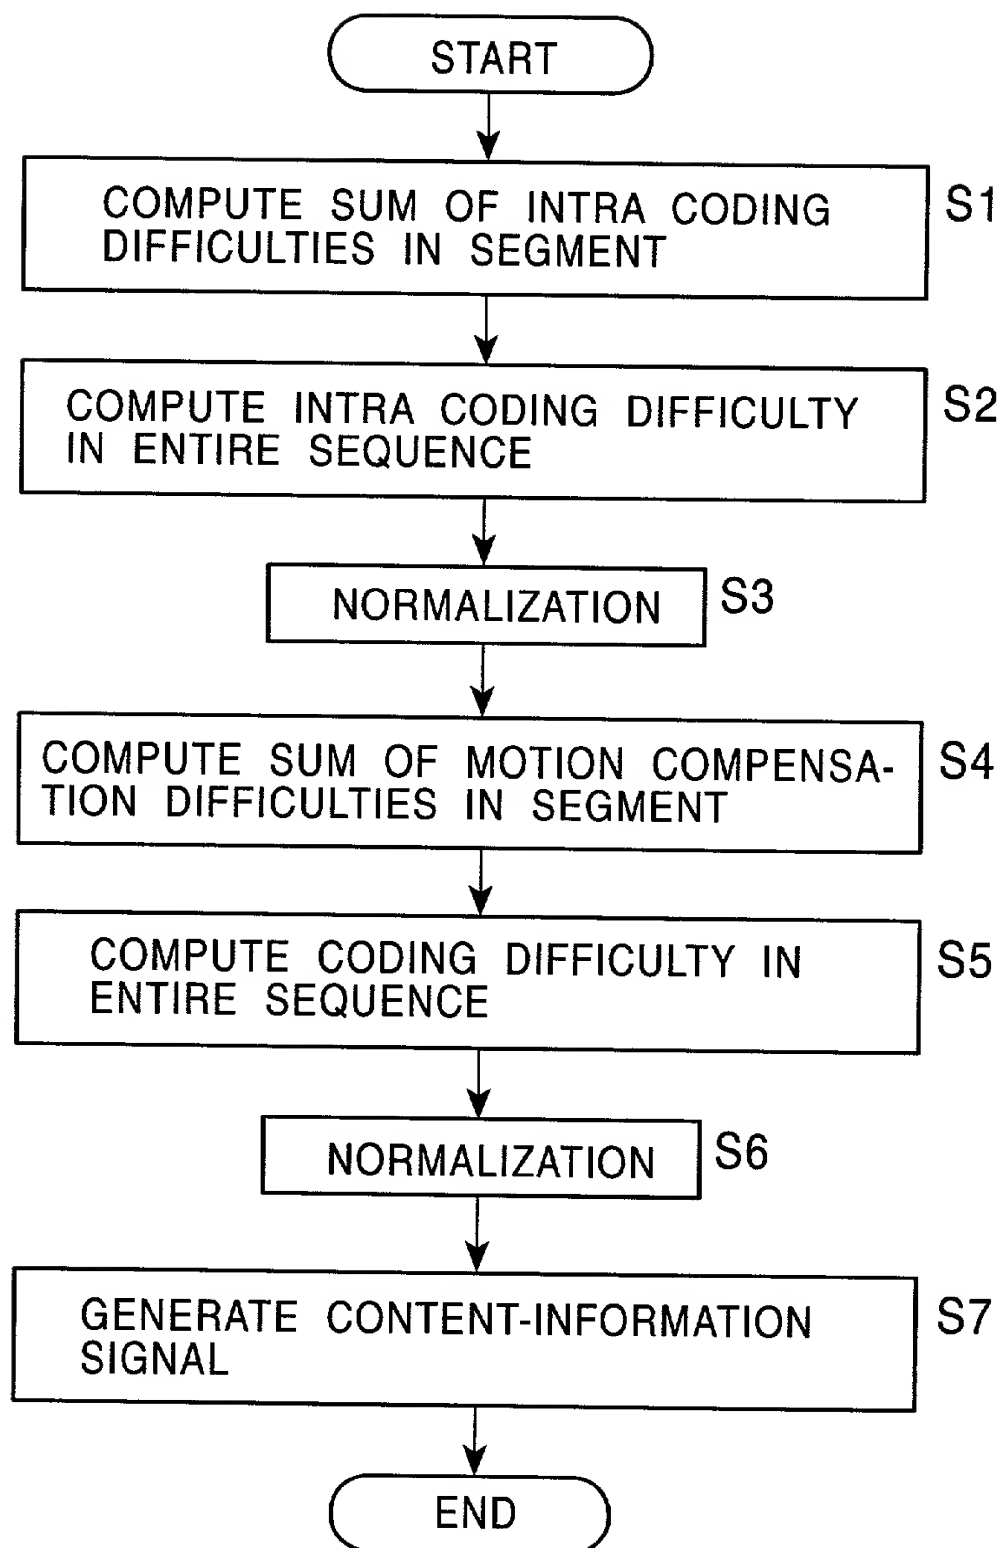 START
COMPUTE SUM OF INTRA CODING
DIFFICULTIES IN SEGMENT
S1
COMPUTE INTRA CODING DIFFICULTY
IN ENTIRE SEQUENCE
S2
NORMALIZATION
S3
COMPUTE SUM OF MOTION COMPENSA-
TION DIFFICULTIES IN SEGMENT
S4
COMPUTE CODING DIFFICULTY IN
ENTIRE SEQUENCE
S5
NORMALIZATION
S6
GENERATE CONTENT-INFORMATION
SIGNAL
S7
END